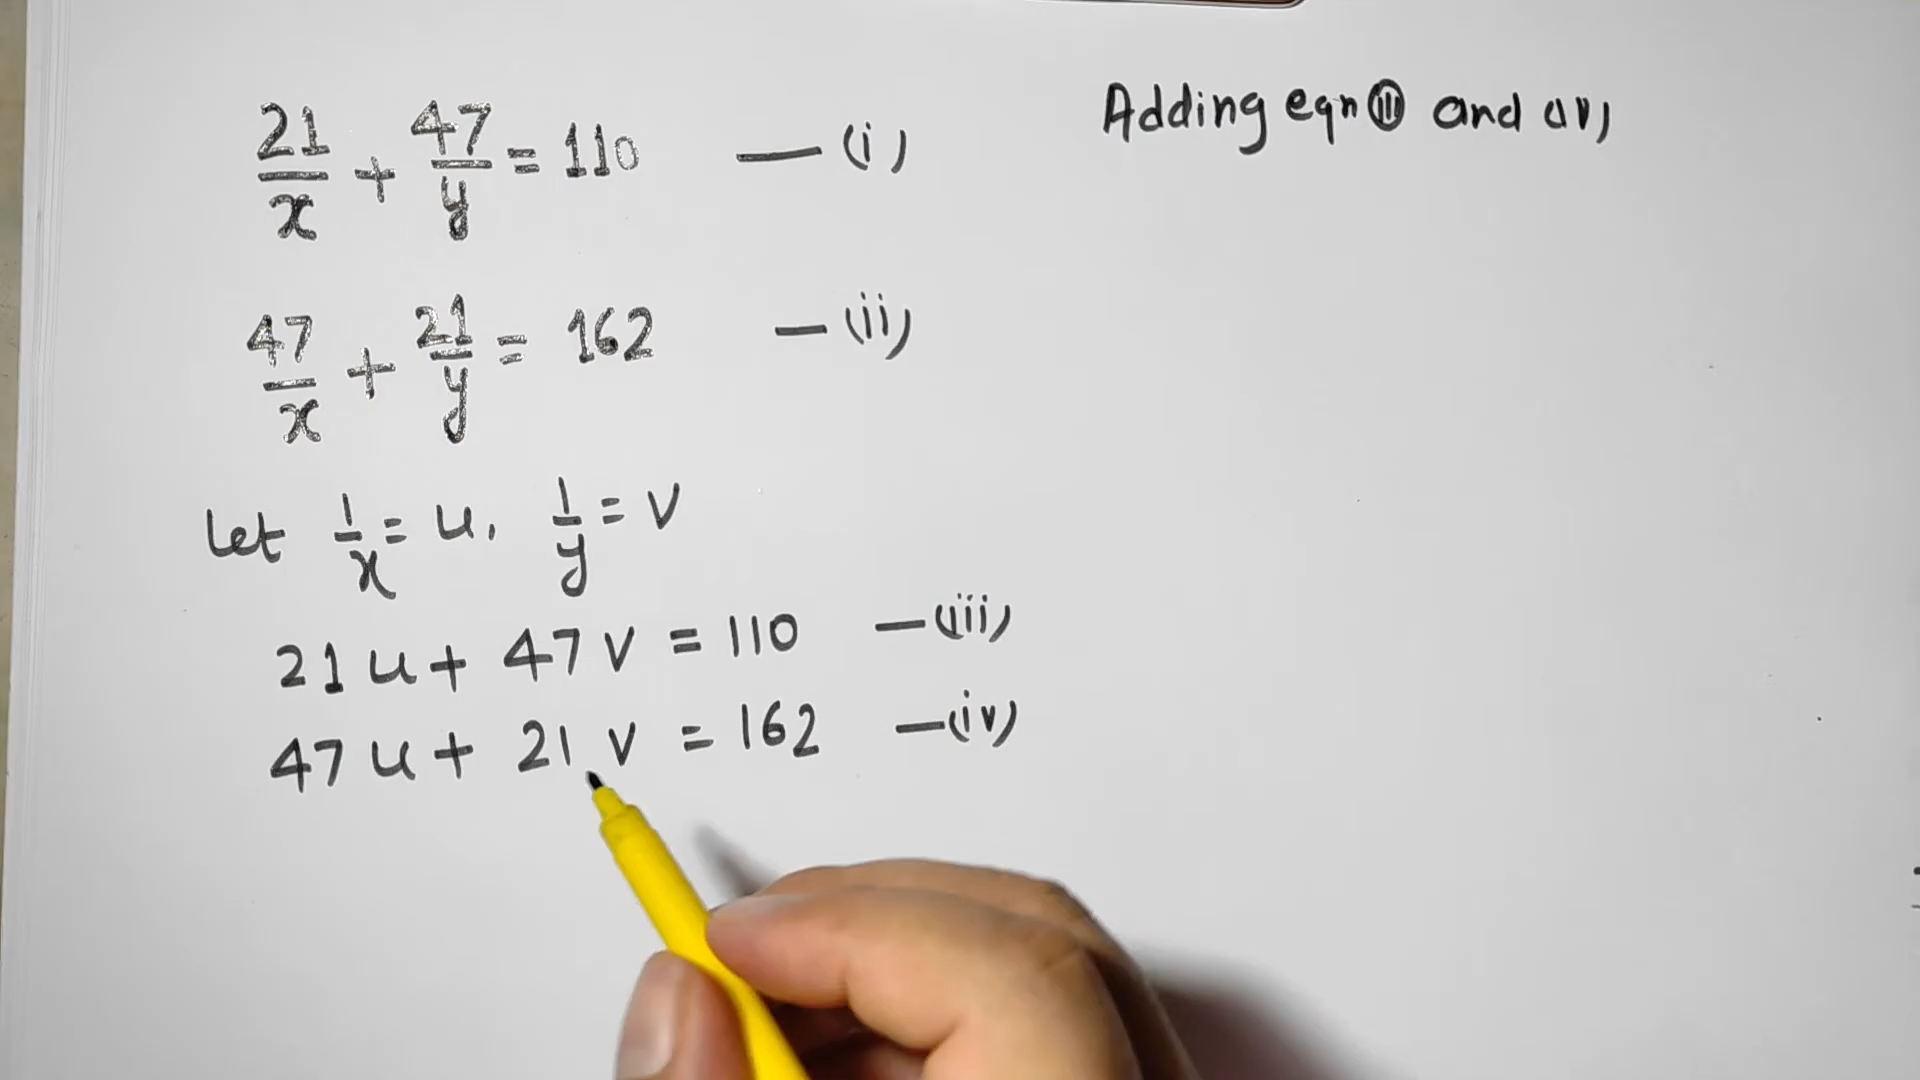 21/x + 47/y = 110 — (i)
47/x + 21/y = 162 — (ii)
Let 1/x = u, 1/y = v
21u + 47v = 110 — (iii)
47u + 21v = 162 — (iv)
Adding eqn (iii) and (iv)